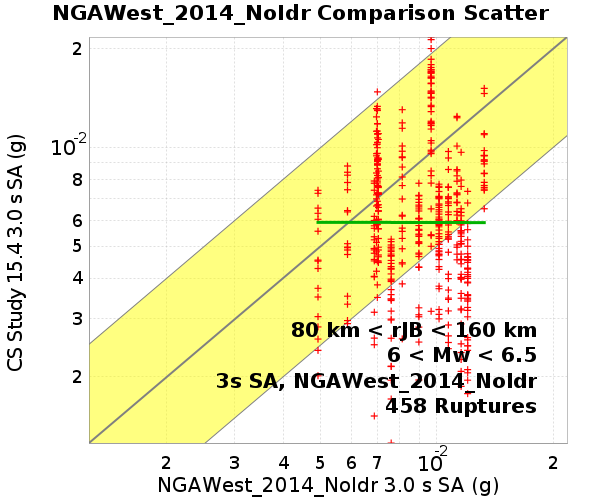 NGAWest_2014_NoIdr Comparison Scatter
CS Study 15.4 3.0 s SA (g)
2
10-2
8
6
5
4
3
2
80 km < rJB < 160 km
6 < Mw < 6.5
3s SA, NGAWest_2014_NoIdr
458 Ruptures
2 3 4 5 6 7 10-2 2
NGAWest_2014_NoIdr 3.0 s SA (g)